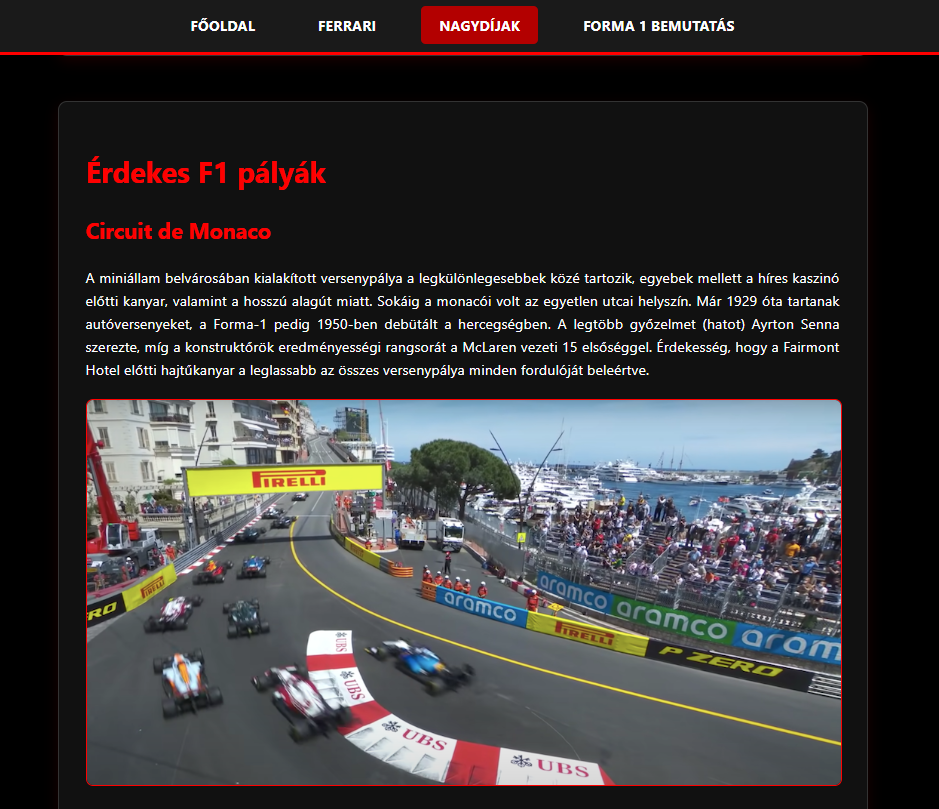 FŐOLDAL FERRARI NAGYDÍJAK FORMA 1 BEMUTATÁS
Érdekes F1 pályák
Circuit de Monaco
A miniállam belvárosában kialakított versenypálya a legkülönlegesebbek közé tartozik, egyebek mellett a híres kaszinó
előtti kanyar, valamint a hosszú alagút miatt. Sokáig a monacói volt az egyetlen utcai helyszín. Már 1929 óta tartanak
autóversenyeket, a Forma-1 pedig 1950-ben debütált a hercegségben. A legtöbb győzelmet (hatot) Ayrton Senna
szerezte, míg a konstruktőrök eredményességi rangsorát a McLaren vezeti 15 elsőséggel. Érdekesség, hogy a Fairmont
Hotel előtti hajtűkanyar a leglassabb az összes versenypálya minden fordulóját beleértve.
PIRELLI
PIRELLI
RO
aramco
aramco
aramco
aram
PIRELLI
P ZERO
UBS
UBS
UBS
UBS